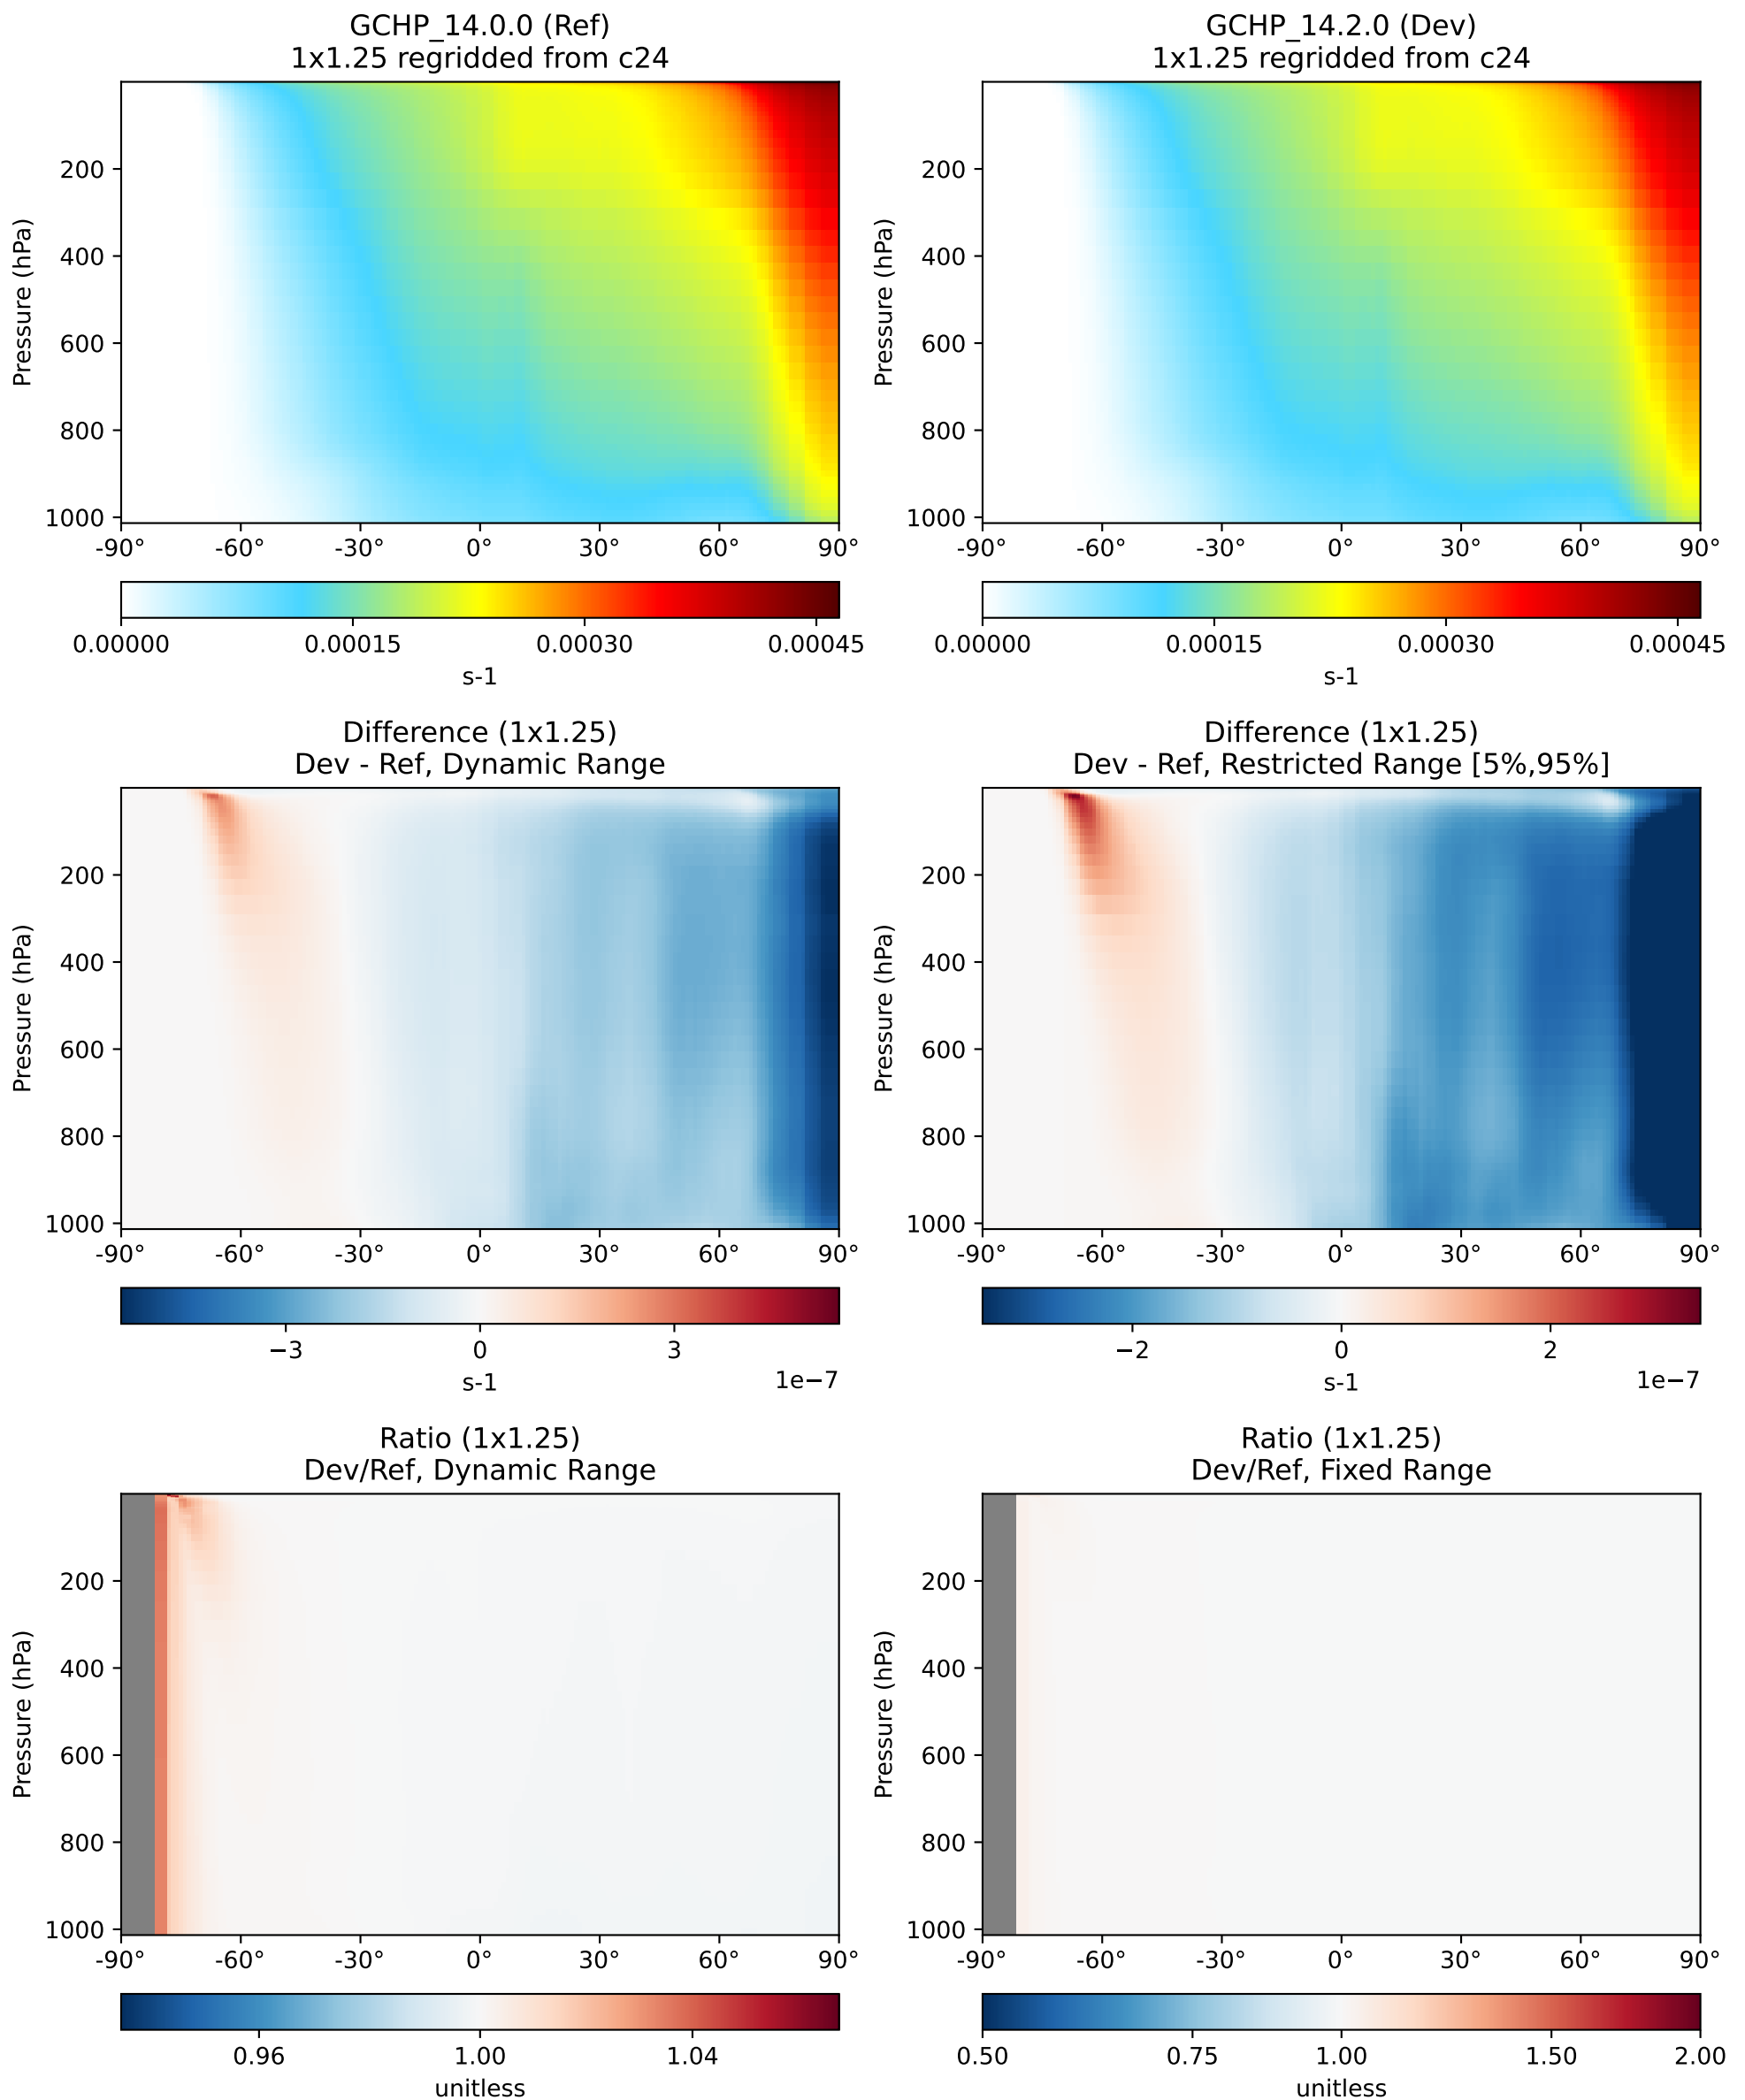 GCHP_14.0.0 (Ref)
1x1.25 regridded from c24
Pressure (hPa)
200
400
600
800
1000
-90° -60° -30° 0° 30° 60° 90°
0.00000 0.00015 0.00030 0.00045
s-1
GCHP_14.2.0 (Dev)
1x1.25 regridded from c24
Pressure (hPa)
200
400
600
800
1000
-90° -60° -30° 0° 30° 60° 90°
0.00000 0.00015 0.00030 0.00045
s-1
Difference (1x1.25)
Dev - Ref, Dynamic Range
Pressure (hPa)
200
400
600
800
1000
-90° -60° -30° 0° 30° 60° 90°
−3 0 3
1e−7
s-1
Difference (1x1.25)
Dev - Ref, Restricted Range [5%,95%]
Pressure (hPa)
200
400
600
800
1000
-90° -60° -30° 0° 30° 60° 90°
−2 0 2
1e−7
s-1
Ratio (1x1.25)
Dev/Ref, Dynamic Range
Pressure (hPa)
200
400
600
800
1000
-90° -60° -30° 0° 30° 60° 90°
0.96 1.00 1.04
unitless
Ratio (1x1.25)
Dev/Ref, Fixed Range
Pressure (hPa)
200
400
600
800
1000
-90° -60° -30° 0° 30° 60° 90°
0.50 0.75 1.00 1.50 2.00
unitless